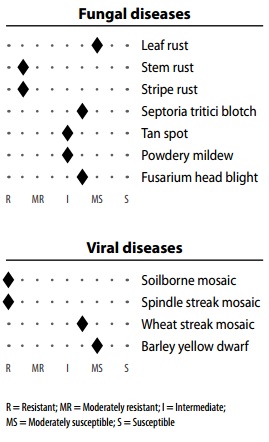 Fungal diseases
Leaf rust
Stem rust
Stripe rust
Septoria tritici blotch
Tan spot
Powdery mildew
Fusarium head blight
R MR I MS S
Viral diseases
Soilborne mosaic
Spindle streak mosaic
Wheat streak mosaic
Barley yellow dwarf
R MR I MS S
R = Resistant; MR = Moderately resistant; I = Intermediate;
MS = Moderately susceptible; S = Susceptible